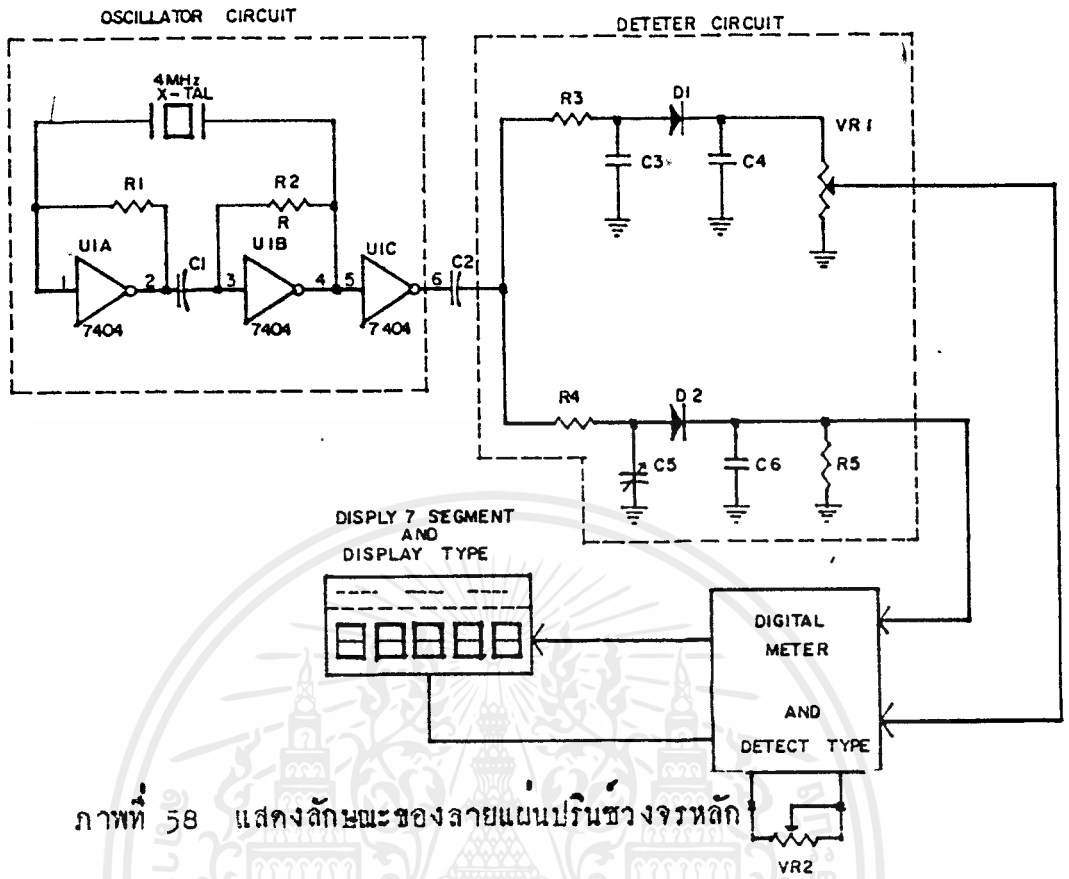 OSCILLATOR CIRCUIT
DETETER CIRCUIT
4MHz
X-TAL
R1
R2
R
U1A
C1
U1B
U1C
C2
1
2
3
4
5
6
7404
7404
7404
R3
D1
VR1
C3
C4
R4
D2
C5
C6
R5
DISPLY 7 SEGMENT
AND
DISPLAY TYPE
DIGITAL
METER
AND
DETECT TYPE
VR2
ภาพที่ 58 แสดงลักษณะของลายแผ่นปริ้นซ์วงจรหลัก